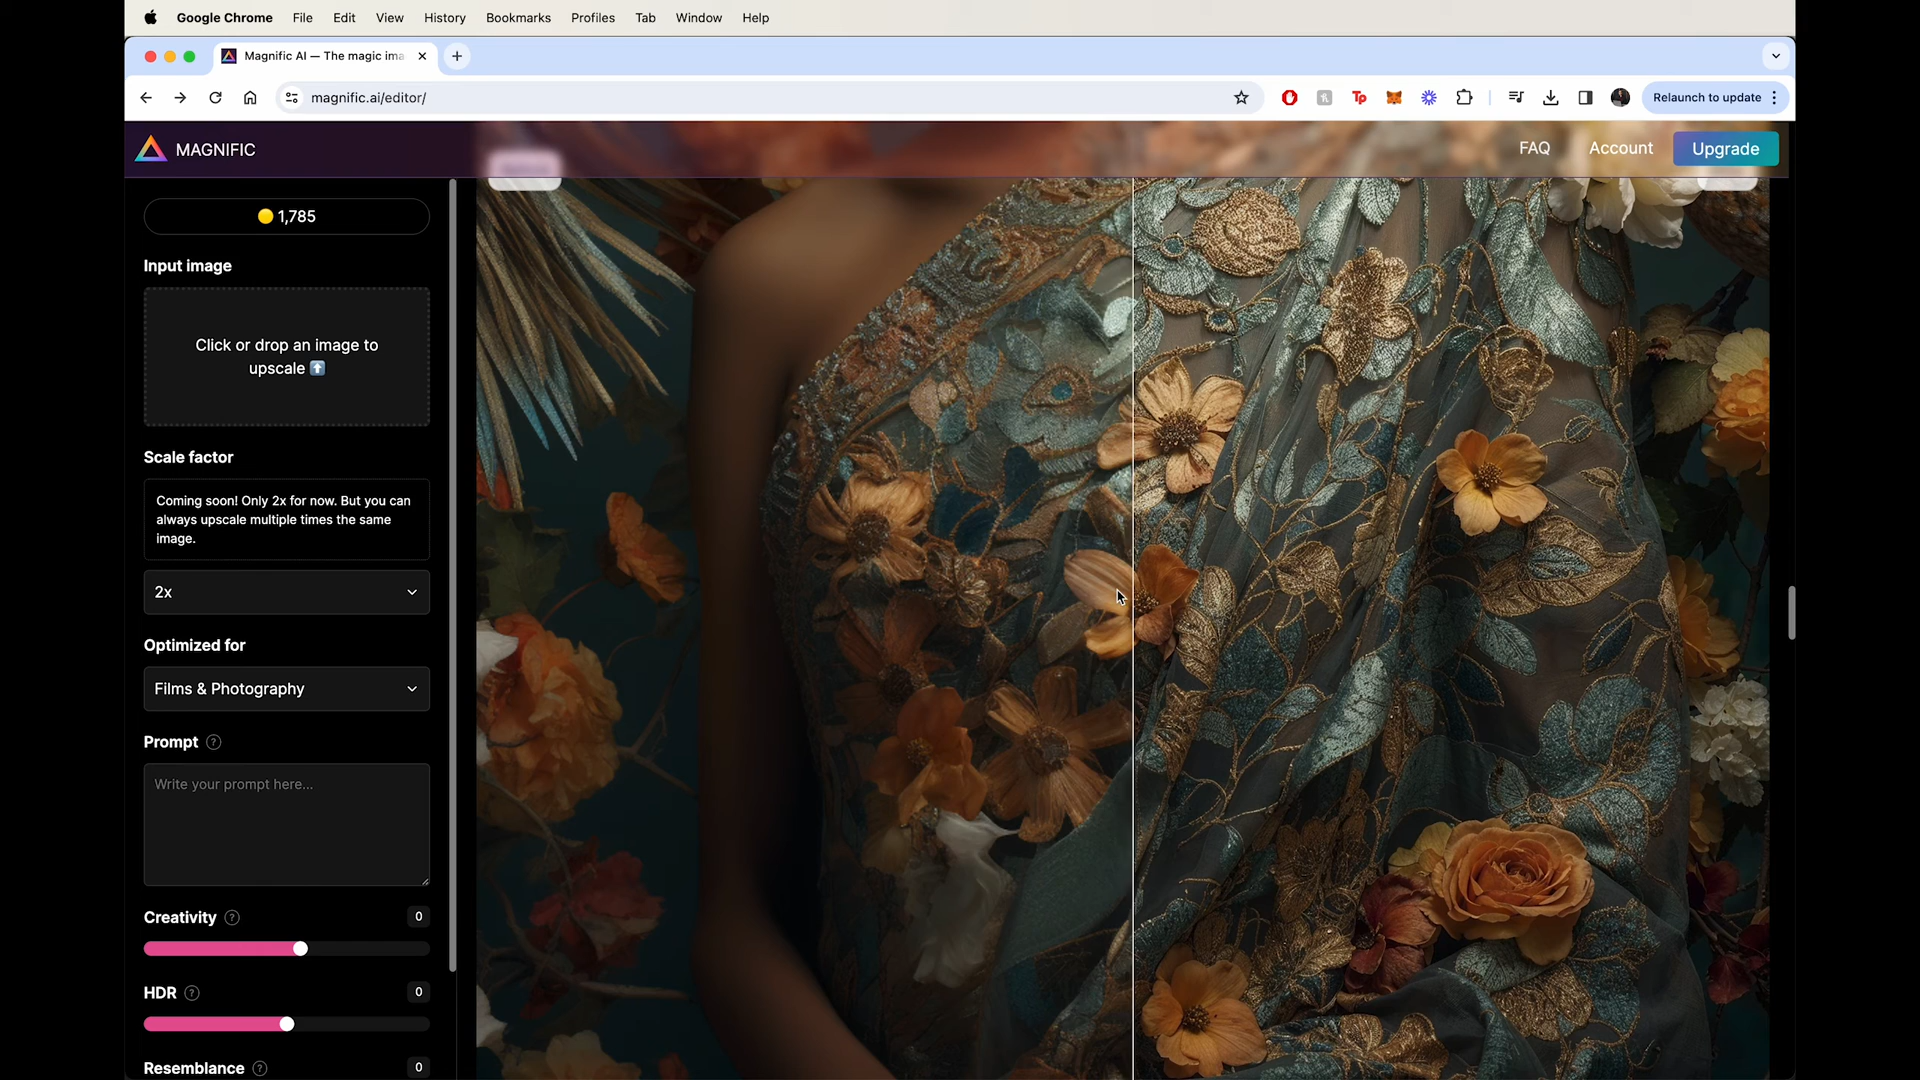 Google Chrome File Edit View History Bookmarks Profiles Tab Window Help
Magnific AI — The magic ima
magnific.ai/editor/
Tp
Relaunch to update
MAGNIFIC
FAQ Account Upgrade
1,785
Input image
Click or drop an image to
upscale
Scale factor
Coming soon! Only 2x for now. But you can
always upscale multiple times the same
image.
2x
Optimized for
Films & Photography
Prompt ?
Write your prompt here...
Creativity ? 0
HDR ? 0
Resemblance ? 0